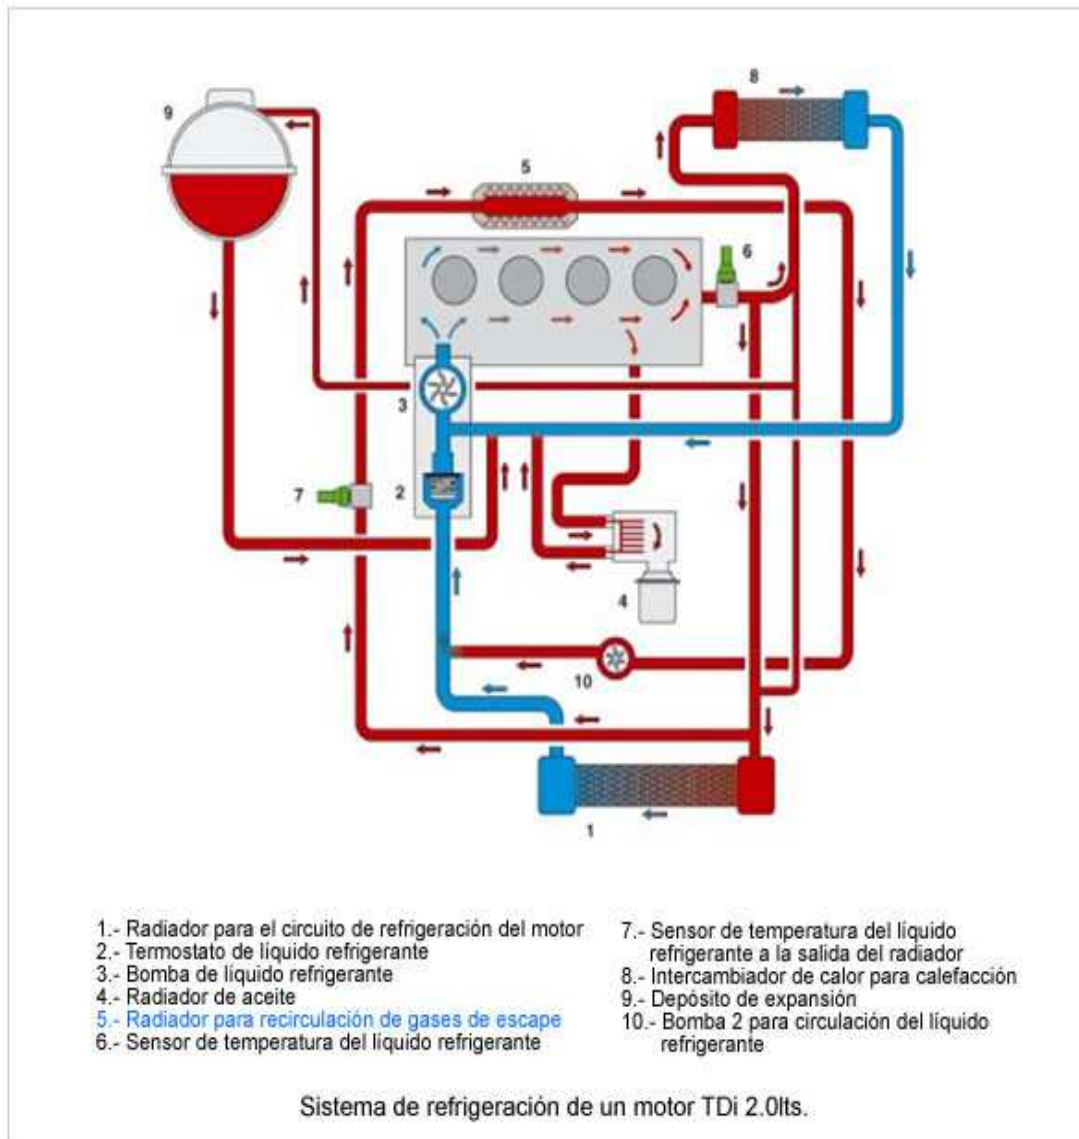 8
9
5
6
3
7
2
4
10
1
1.- Radiador para el circuito de refrigeración del motor
2.- Termostato de líquido refrigerante
3.- Bomba de líquido refrigerante
4.- Radiador de aceite
5.- Radiador para recirculación de gases de escape
6.- Sensor de temperatura del líquido refrigerante
7.- Sensor de temperatura del líquido
refrigerante a la salida del radiador
8.- Intercambiador de calor para calefacción
9.- Depósito de expansión
10.- Bomba 2 para circulación del líquido
refrigerante
Sistema de refrigeración de un motor TDi 2.0lts.